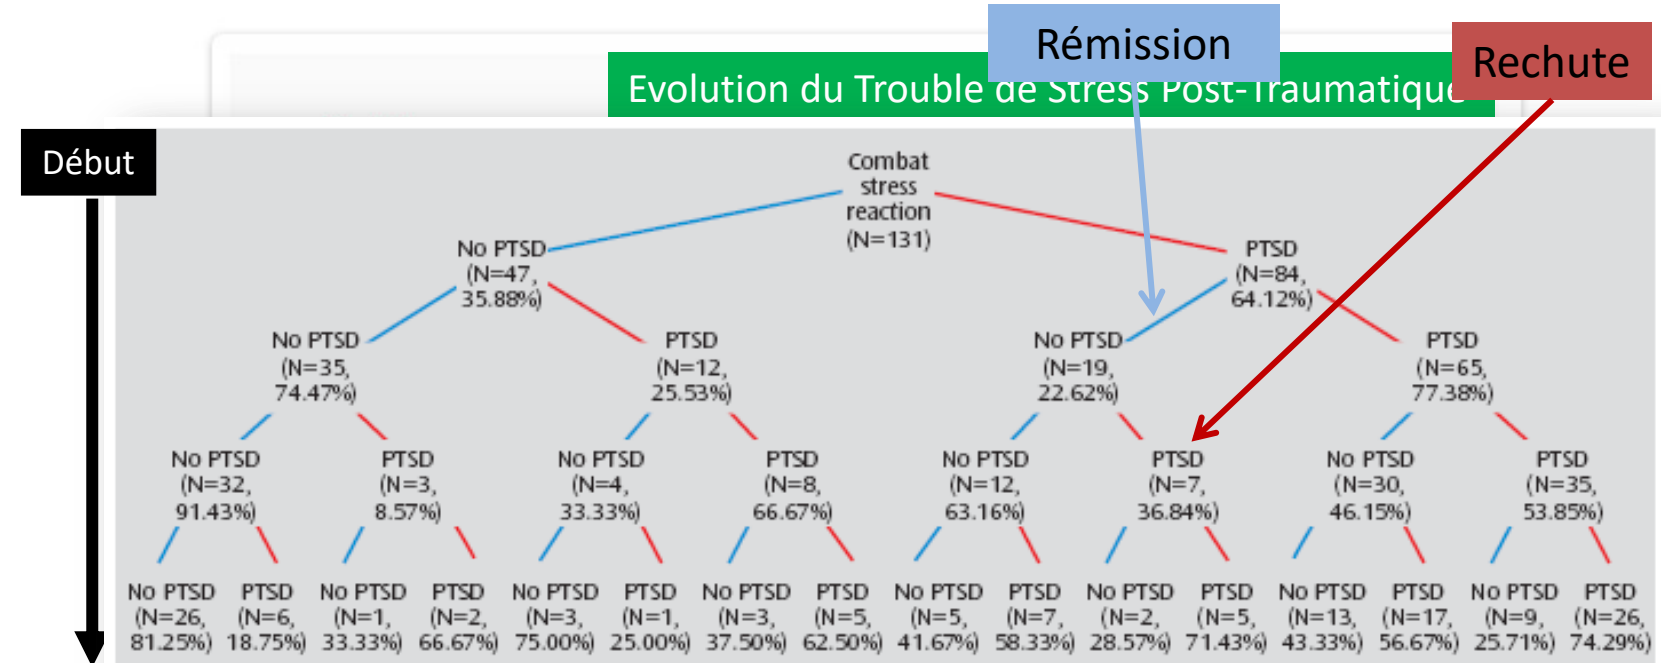 Rémission
Rechute
Evolution du Trouble de Stress Post-Traumatique
Début
Combat
stress
reaction
(N=131)
No PTSD
(N=47,
35.88%)
PTSD
(N=84,
64.12%)
No PTSD
(N=35,
74.47%)
PTSD
(N=12,
25.53%)
No PTSD
(N=19,
22.62%)
PTSD
(N=65,
77.38%)
No PTSD
(N=32,
91.43%)
PTSD
(N=3,
8.57%)
No PTSD
(N=4,
33.33%)
PTSD
(N=8,
66.67%)
No PTSD
(N=12,
63.16%)
PTSD
(N=7,
36.84%)
No PTSD
(N=30,
46.15%)
PTSD
(N=35,
53.85%)
No PTSD
(N=26,
81.25%)
PTSD
(N=6,
18.75%)
No PTSD
(N=1,
33.33%)
PTSD
(N=2,
66.67%)
No PTSD
(N=3,
75.00%)
PTSD
(N=1,
25.00%)
No PTSD
(N=3,
37.50%)
PTSD
(N=5,
62.50%)
No PTSD
(N=5,
41.67%)
PTSD
(N=7,
58.33%)
No PTSD
(N=2,
28.57%)
PTSD
(N=5,
71.43%)
No PTSD
(N=13,
43.33%)
PTSD
(N=17,
56.67%)
No PTSD
(N=9,
25.71%)
PTSD
(N=26,
74.29%)